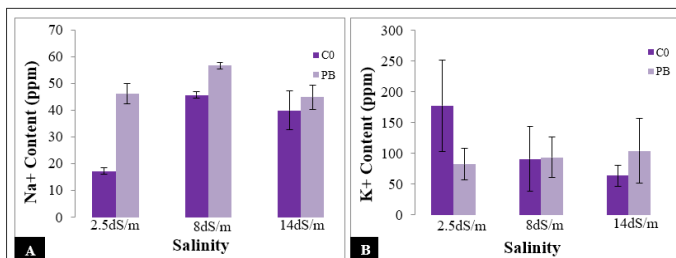 Na+ Content (ppm)
70
60
50
40
30
20
10
0
C0
PB
2.5dS/m
8dS/m
14dS/m
Salinity
A
K+ Content (ppm)
300
250
200
150
100
50
0
C0
PB
2.5dS/m
8dS/m
14dS/m
Salinity
B